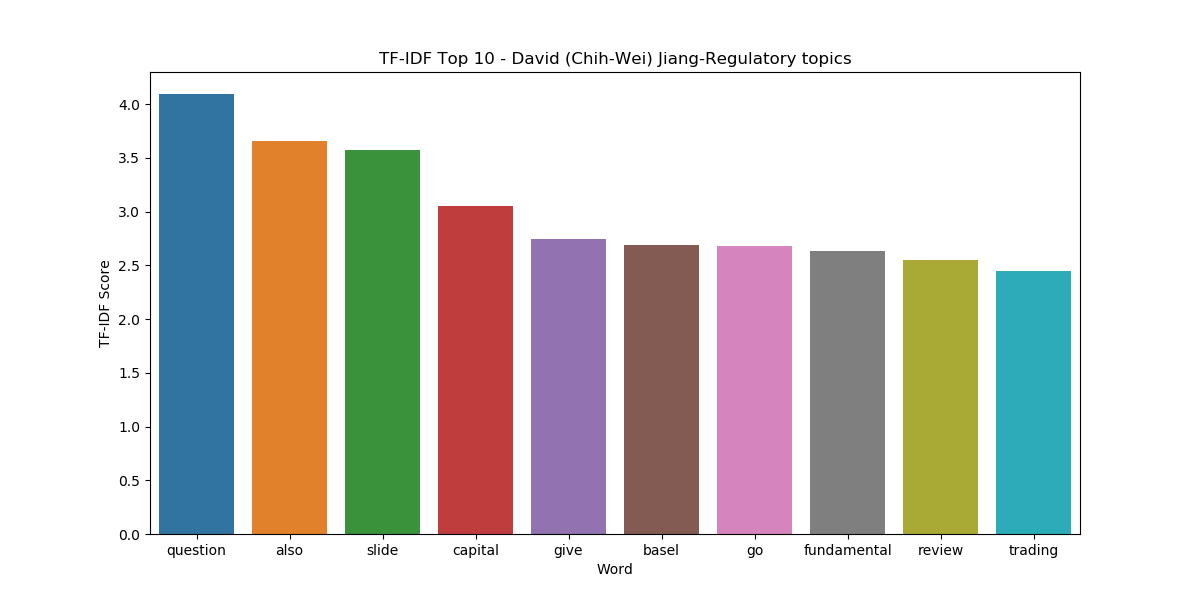 TF-IDF Top 10 - David (Chih-Wei) Jiang-Regulatory topics
TF-IDF Score
4.0
3.5
3.0
2.5
2.0
1.5
1.0
0.5
0.0
question also slide capital give basel go fundamental review trading
Word